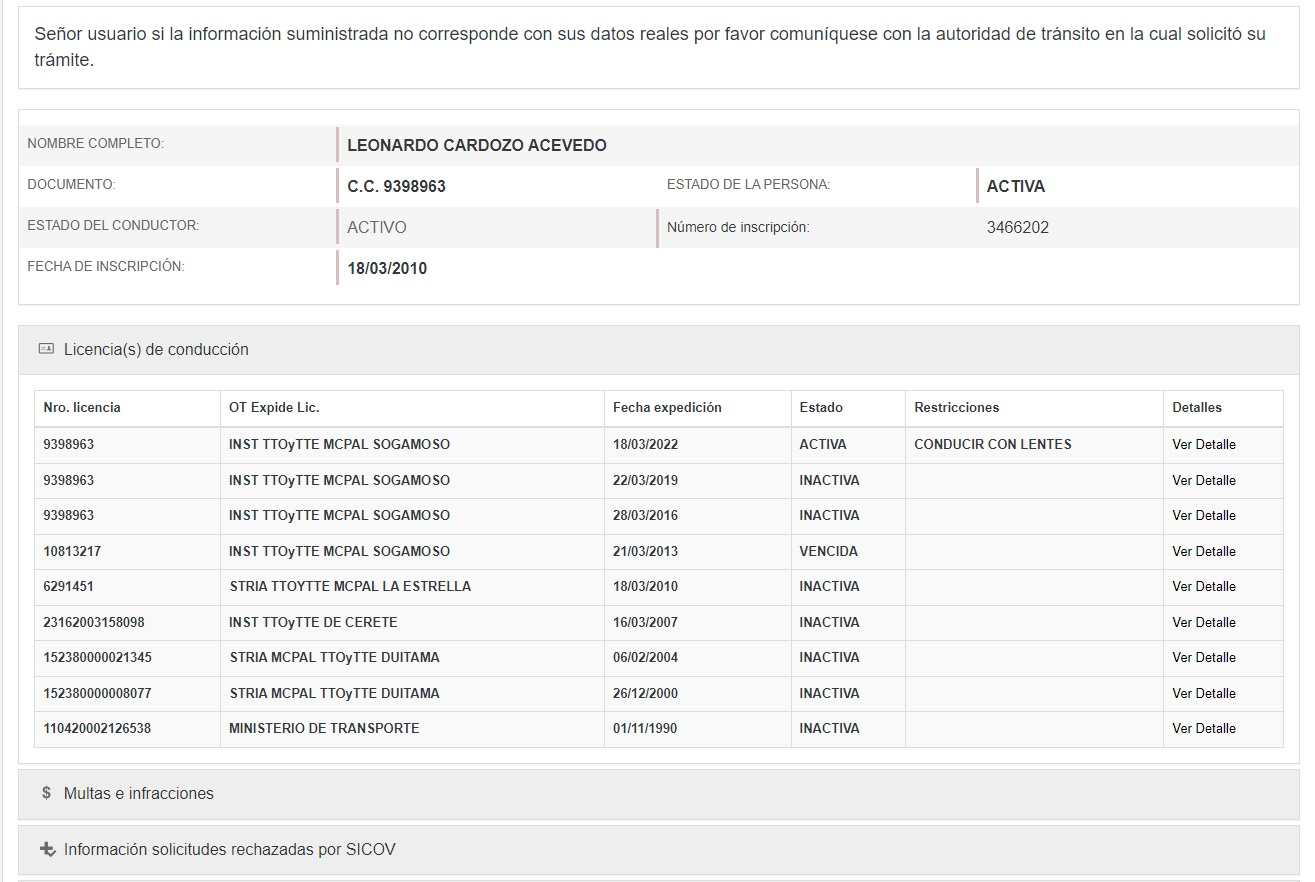 Señor usuario si la información suministrada no corresponde con sus datos reales por favor comuníquese con la autoridad de tránsito en la cual solicitó su
trámite.
NOMBRE COMPLETO: LEONARDO CARDOZO ACEVEDO
DOCUMENTO: C.C. 9398963 ESTADO DE LA PERSONA: ACTIVA
ESTADO DEL CONDUCTOR: ACTIVO Número de inscripción: 3466202
FECHA DE INSCRIPCIÓN: 18/03/2010
Licencia(s) de conducción
Nro. licencia OT Expide Lic. Fecha expedición Estado Restricciones Detalles
9398963 INST TTOyTTE MCPAL SOGAMOSO 18/03/2022 ACTIVA CONDUCIR CON LENTES Ver Detalle
9398963 INST TTOyTTE MCPAL SOGAMOSO 22/03/2019 INACTIVA Ver Detalle
9398963 INST TTOyTTE MCPAL SOGAMOSO 28/03/2016 INACTIVA Ver Detalle
10813217 INST TTOyTTE MCPAL SOGAMOSO 21/03/2013 VENCIDA Ver Detalle
6291451 STRIA TTOYTTE MCPAL LA ESTRELLA 18/03/2010 INACTIVA Ver Detalle
23162003158098 INST TTOyTTE DE CERETE 16/03/2007 INACTIVA Ver Detalle
152380000021345 STRIA MCPAL TTOyTTE DUITAMA 06/02/2004 INACTIVA Ver Detalle
152380000008077 STRIA MCPAL TTOyTTE DUITAMA 26/12/2000 INACTIVA Ver Detalle
110420002126538 MINISTERIO DE TRANSPORTE 01/11/1990 INACTIVA Ver Detalle
$ Multas e infracciones
Información solicitudes rechazadas por SICOV